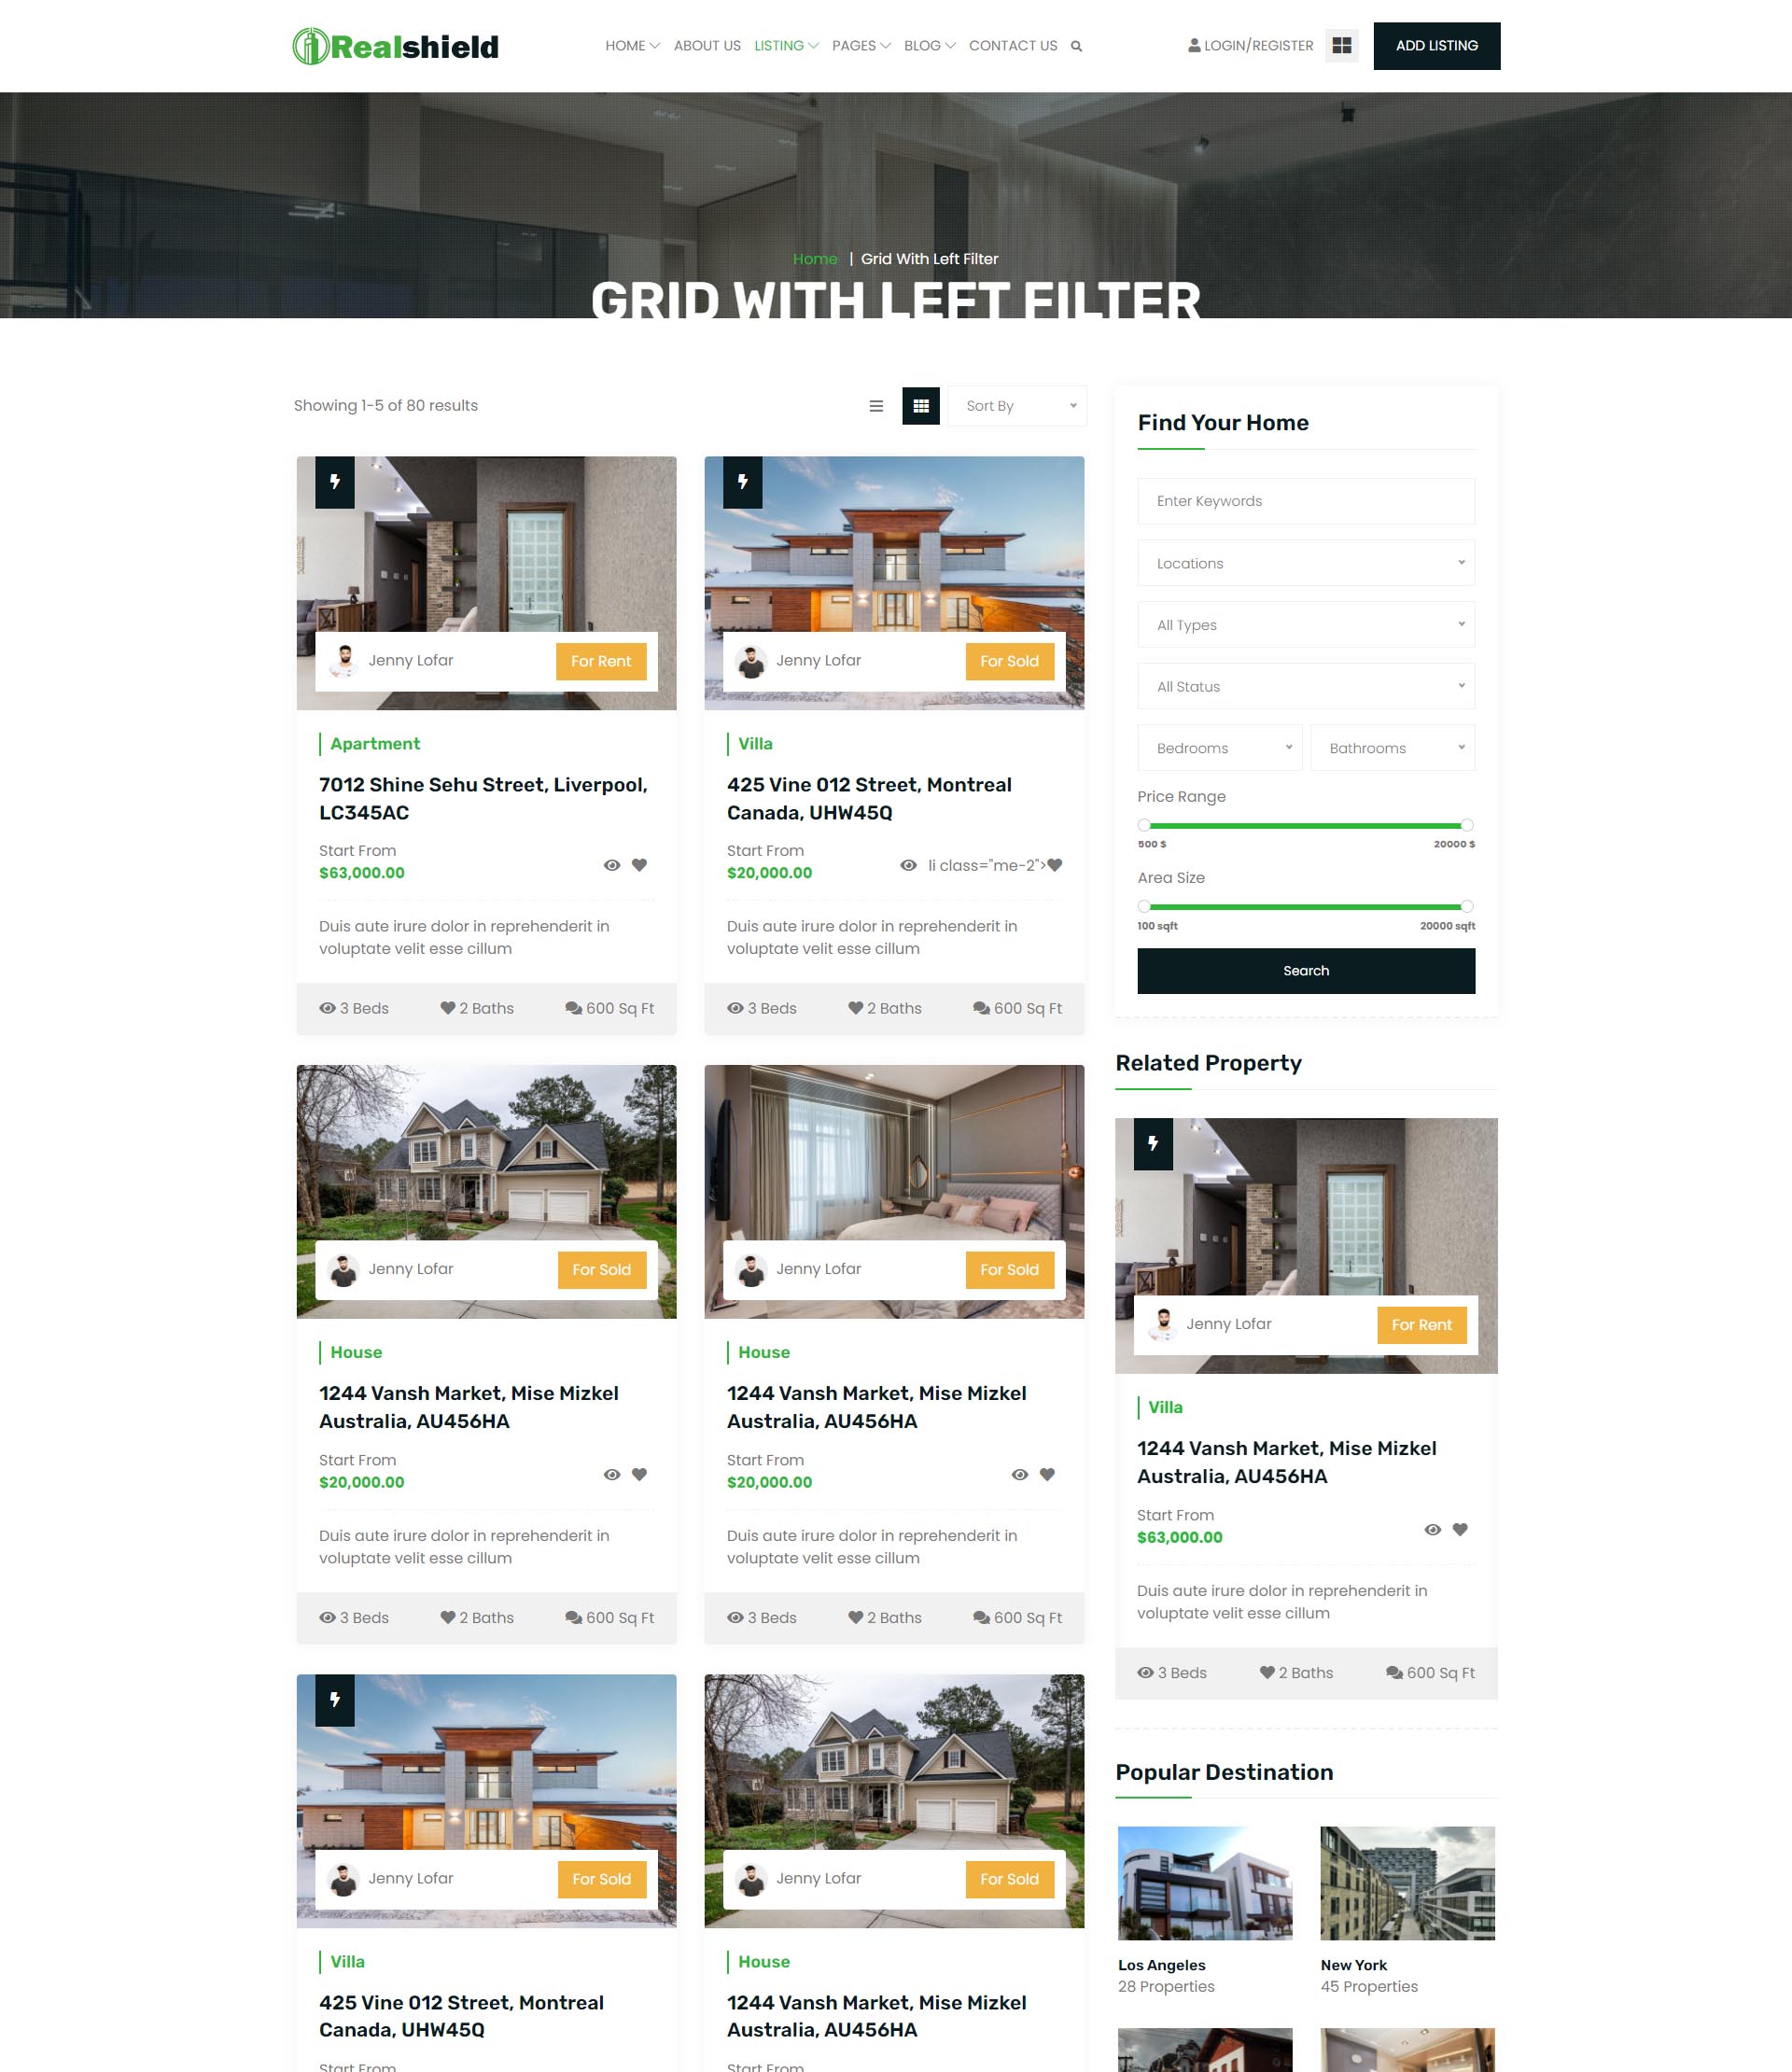 Realshield
HOME ABOUT US LISTING PAGES BLOG CONTACT US
LOGIN/REGISTER
ADD LISTING
Home | Grid With Left Filter
GRID WITH LEFT FILTER
Showing 1-5 of 80 results
Sort By
Jenny Lofar
For Rent
Apartment
7012 Shine Sehu Street, Liverpool,
LC345AC
Start From
$63,000.00
Duis aute irure dolor in reprehenderit in
voluptate velit esse cillum
3 Beds 2 Baths 600 Sq Ft
Jenny Lofar
For Sold
Villa
425 Vine 012 Street, Montreal
Canada, UHW45Q
Start From
$20,000.00
li class="me-2">
Duis aute irure dolor in reprehenderit in
voluptate velit esse cillum
3 Beds 2 Baths 600 Sq Ft
Jenny Lofar
For Sold
House
1244 Vansh Market, Mise Mizkel
Australia, AU456HA
Start From
$20,000.00
Duis aute irure dolor in reprehenderit in
voluptate velit esse cillum
3 Beds 2 Baths 600 Sq Ft
Jenny Lofar
For Sold
House
1244 Vansh Market, Mise Mizkel
Australia, AU456HA
Start From
$20,000.00
Duis aute irure dolor in reprehenderit in
voluptate velit esse cillum
3 Beds 2 Baths 600 Sq Ft
Jenny Lofar
For Sold
Villa
425 Vine 012 Street, Montreal
Canada, UHW45Q
Start From
Jenny Lofar
For Sold
House
1244 Vansh Market, Mise Mizkel
Australia, AU456HA
Start From
Find Your Home
Enter Keywords
Locations
All Types
All Status
Bedrooms
Bathrooms
Price Range
500 $ 20000 $
Area Size
100 sqft 20000 sqft
Search
Related Property
Jenny Lofar
For Rent
Villa
1244 Vansh Market, Mise Mizkel
Australia, AU456HA
Start From
$63,000.00
Duis aute irure dolor in reprehenderit in
voluptate velit esse cillum
3 Beds 2 Baths 600 Sq Ft
Popular Destination
Los Angeles
28 Properties
New York
45 Properties